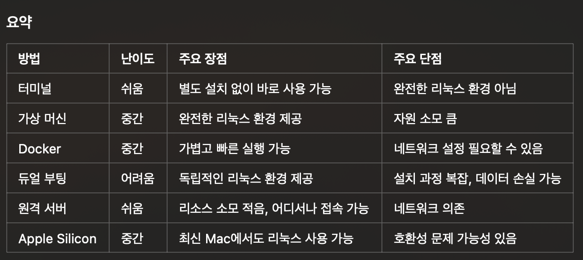 요약
방법 난이도 주요 장점 주요 단점
터미널 쉬움 별도 설치 없이 바로 사용 가능 완전한 리눅스 환경 아님
가상 머신 중간 완전한 리눅스 환경 제공 자원 소모 큼
Docker 중간 가볍고 빠른 실행 가능 네트워크 설정 필요할 수 있음
듀얼 부팅 어려움 독립적인 리눅스 환경 제공 설치 과정 복잡, 데이터 손실 가능
원격 서버 쉬움 리소스 소모 적음, 어디서나 접속 가능 네트워크 의존
Apple Silicon 중간 최신 Mac에서도 리눅스 사용 가능 호환성 문제 가능성 있음